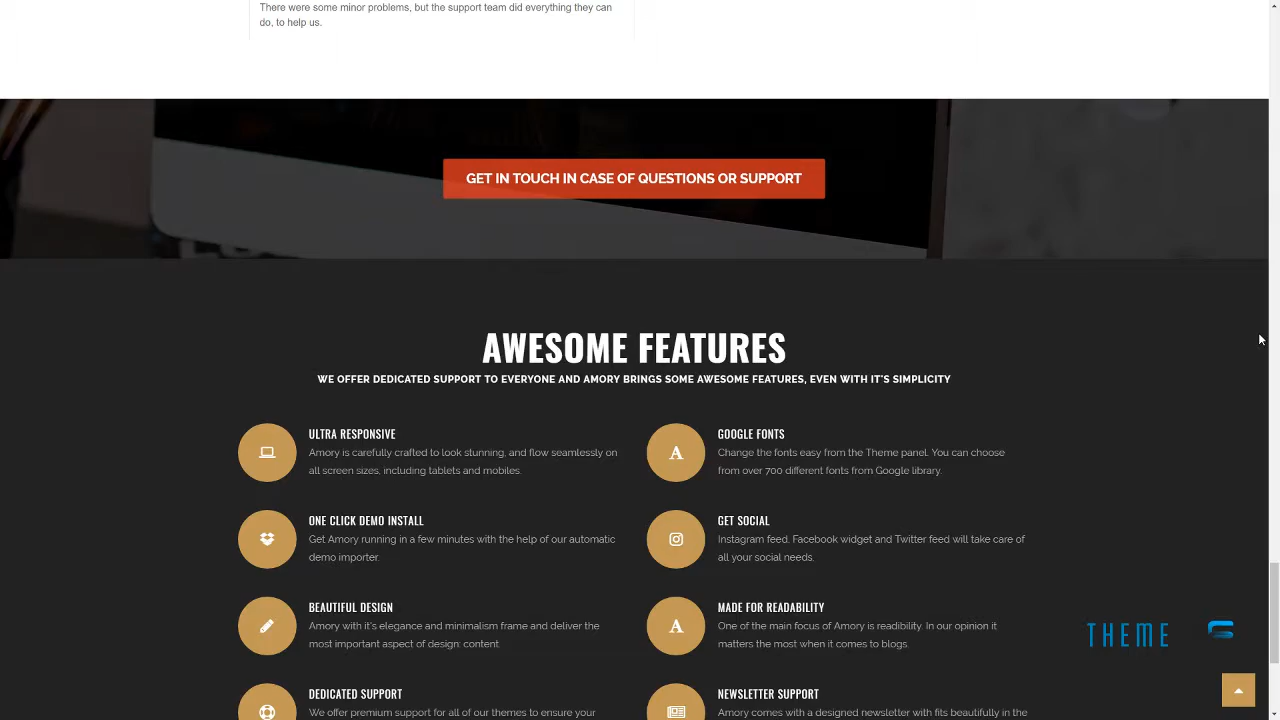 There were some minor problems, but the support team did everything they can
do, to help us.
GET IN TOUCH IN CASE OF QUESTIONS OR SUPPORT
AWESOME FEATURES
WE OFFER DEDICATED SUPPORT TO EVERYONE AND AMORY BRINGS SOME AWESOME FEATURES, EVEN WITH IT'S SIMPLICITY
ULTRA RESPONSIVE
Amory is carefully crafted to look stunning, and flow seamlessly on
all screen sizes, including tablets and mobiles.
GOOGLE FONTS
Change the fonts easy from the Theme panel. You can choose
from over 700 different fonts from Google library.
ONE CLICK DEMO INSTALL
Get Amory running in a few minutes with the help of our automatic
demo importer.
GET SOCIAL
Instagram feed, Facebook widget and Twitter feed will take care of
all your social needs.
BEAUTIFUL DESIGN
Amory with it's elegance and minimalism frame and deliver the
most important aspect of design: content.
MADE FOR READABILITY
One of the main focus of Amory is readibility. In our opinion it
matters the most when it comes to blogs.
THEME
DEDICATED SUPPORT
We offer premium support for all of our themes to ensure your
NEWSLETTER SUPPORT
Amory comes with a designed newsletter with fits beautifully in the